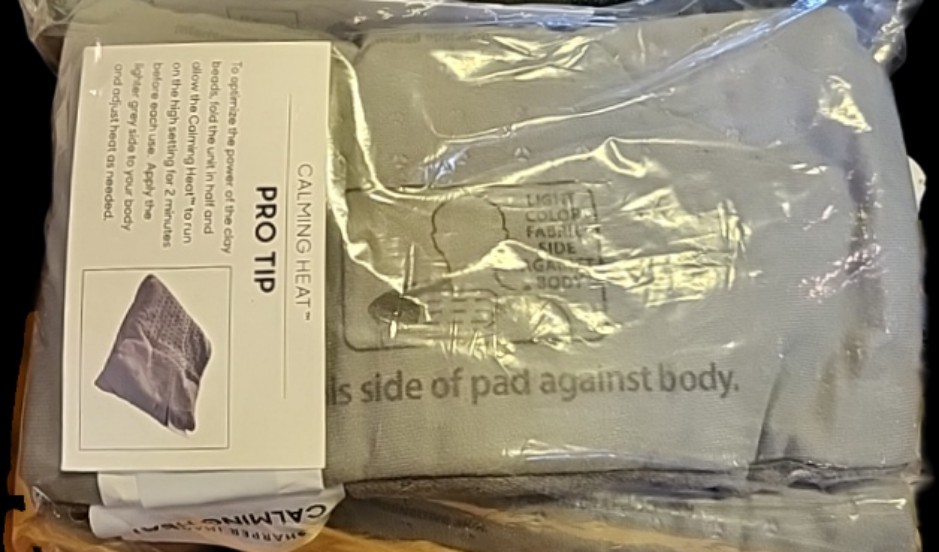 CALMING HEAT™
PRO TIP
To optimize the power of the clay
beads, fold the unit in half and
allow the Calming Heat™ to run
on the high setting for 2 minutes
before each use. Apply the
lighter grey side to your body
and adjust heat as needed.
LIGHT
COLOR
FABRIC
SIDE
AGAINST
BODY
is side of pad against body.
CALMING HEAT